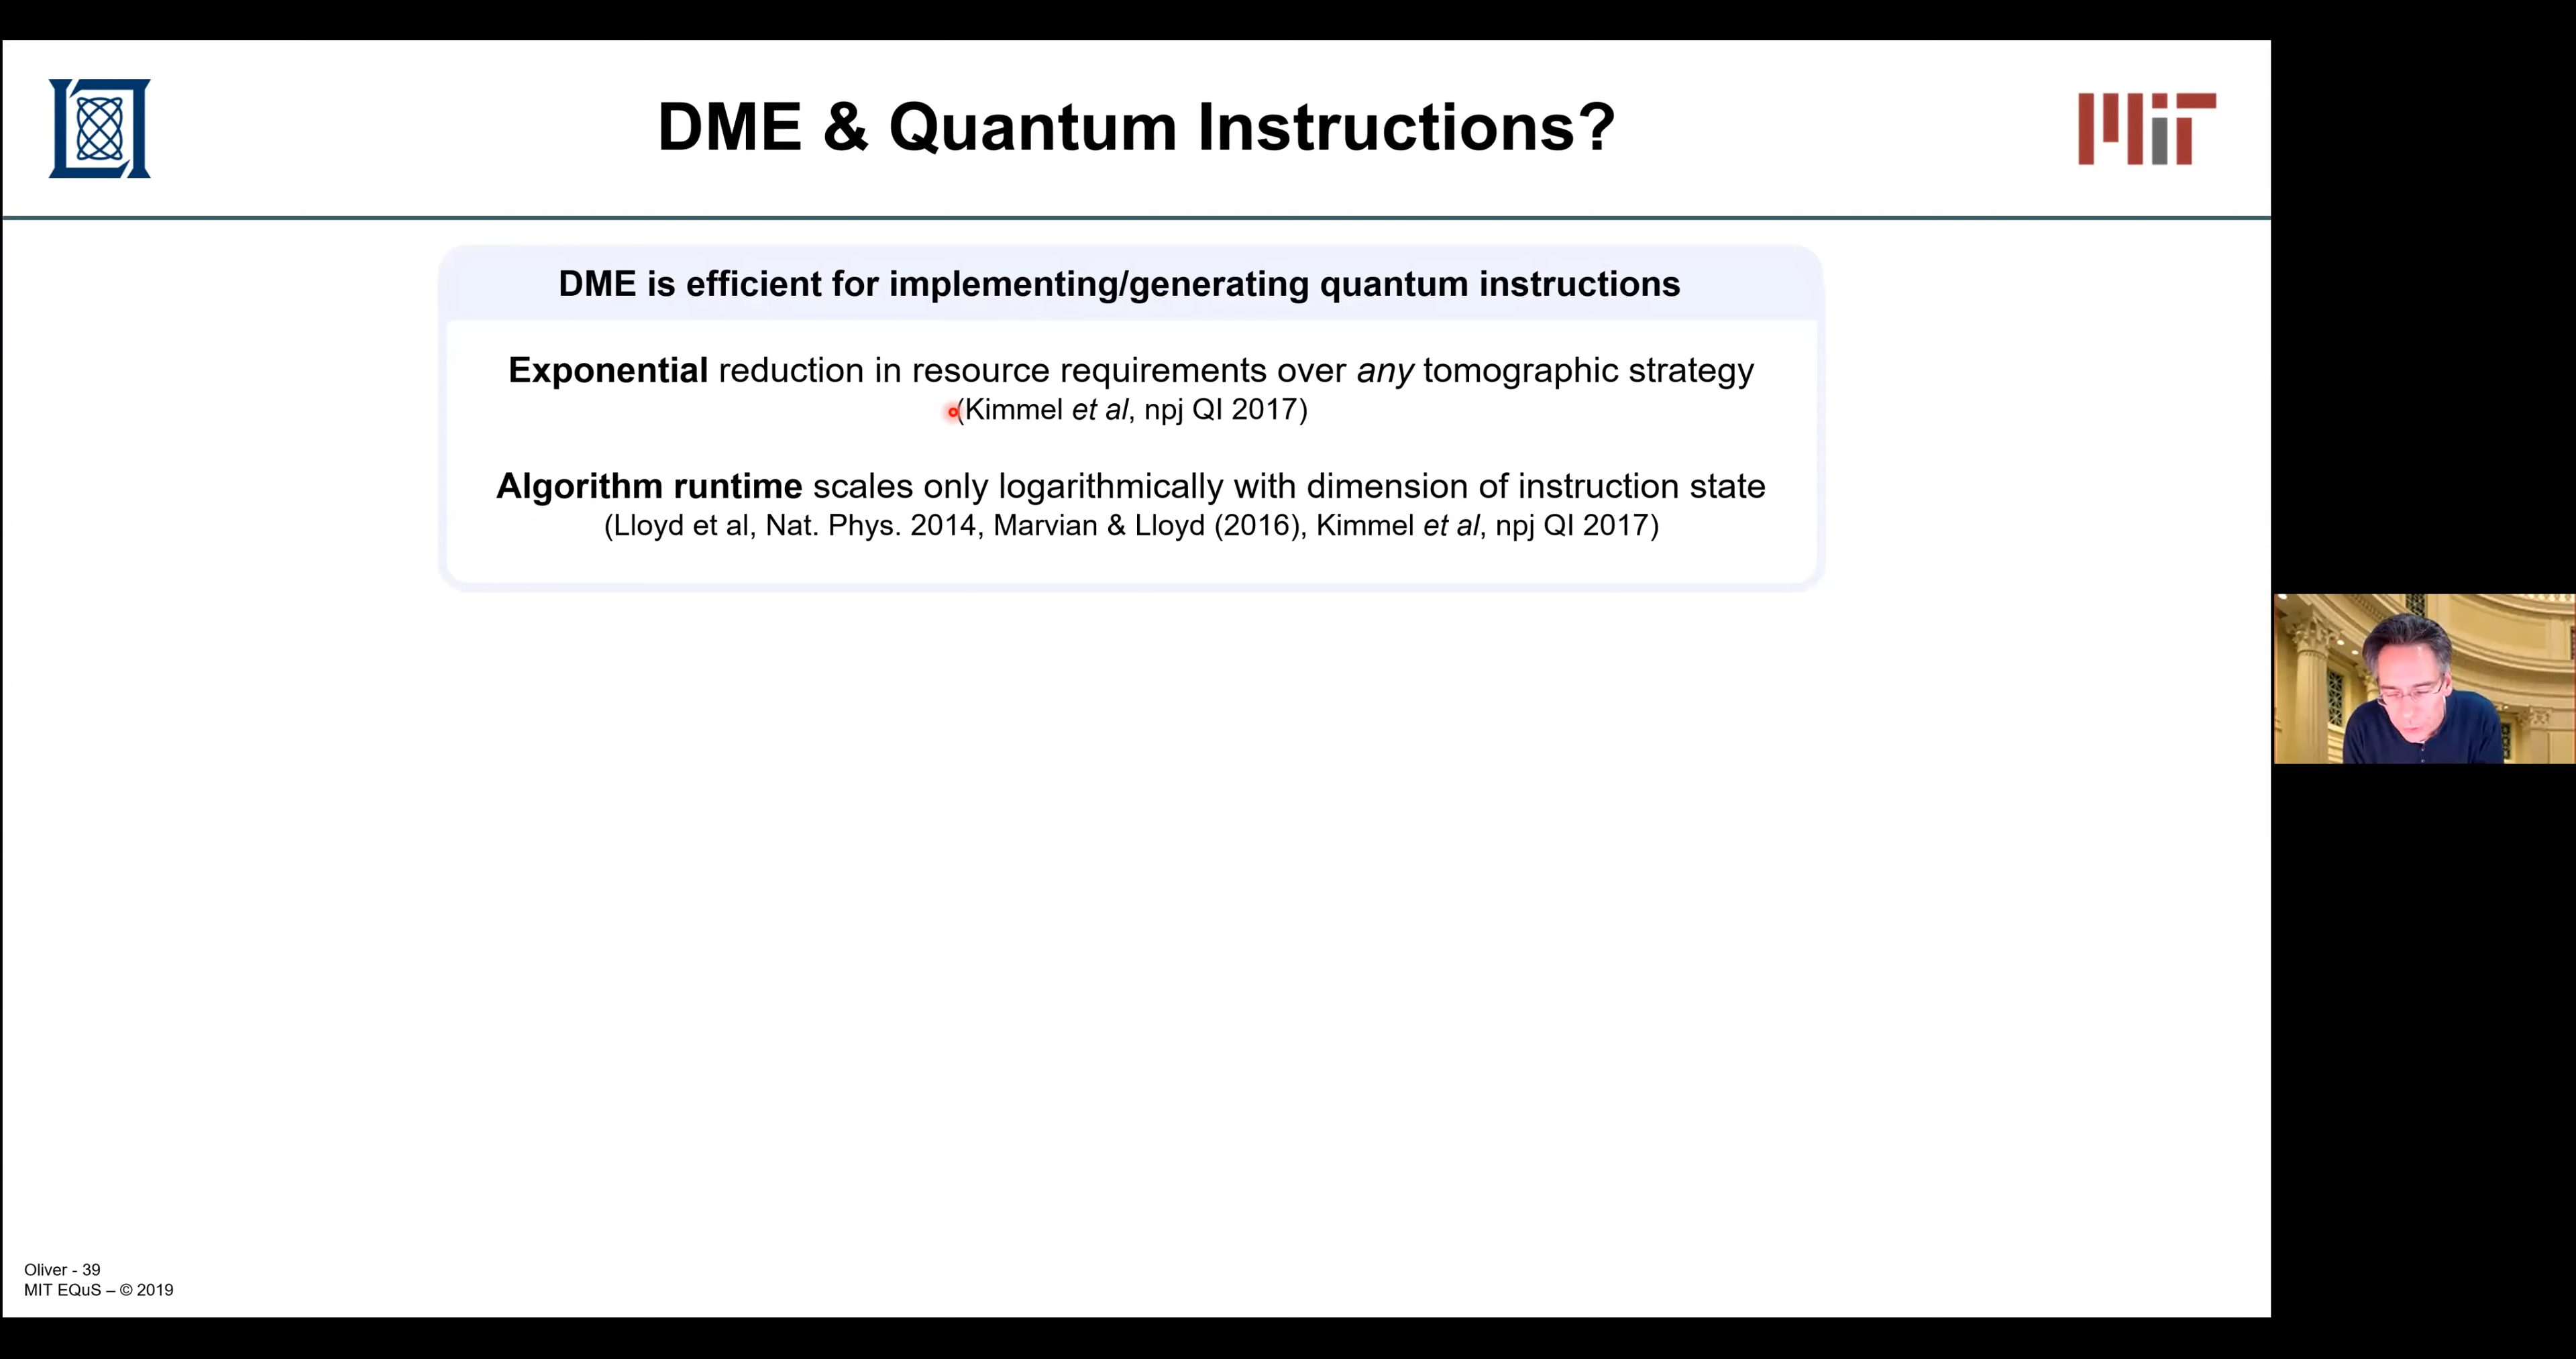 DME & Quantum Instructions?
MIT
DME is efficient for implementing/generating quantum instructions
Exponential reduction in resource requirements over any tomographic strategy
(Kimmel et al, npj QI 2017)
Algorithm runtime scales only logarithmically with dimension of instruction state
(Lloyd et al, Nat. Phys. 2014, Marvian & Lloyd (2016), Kimmel et al, npj QI 2017)
Oliver - 39
MIT EQuS – © 2019